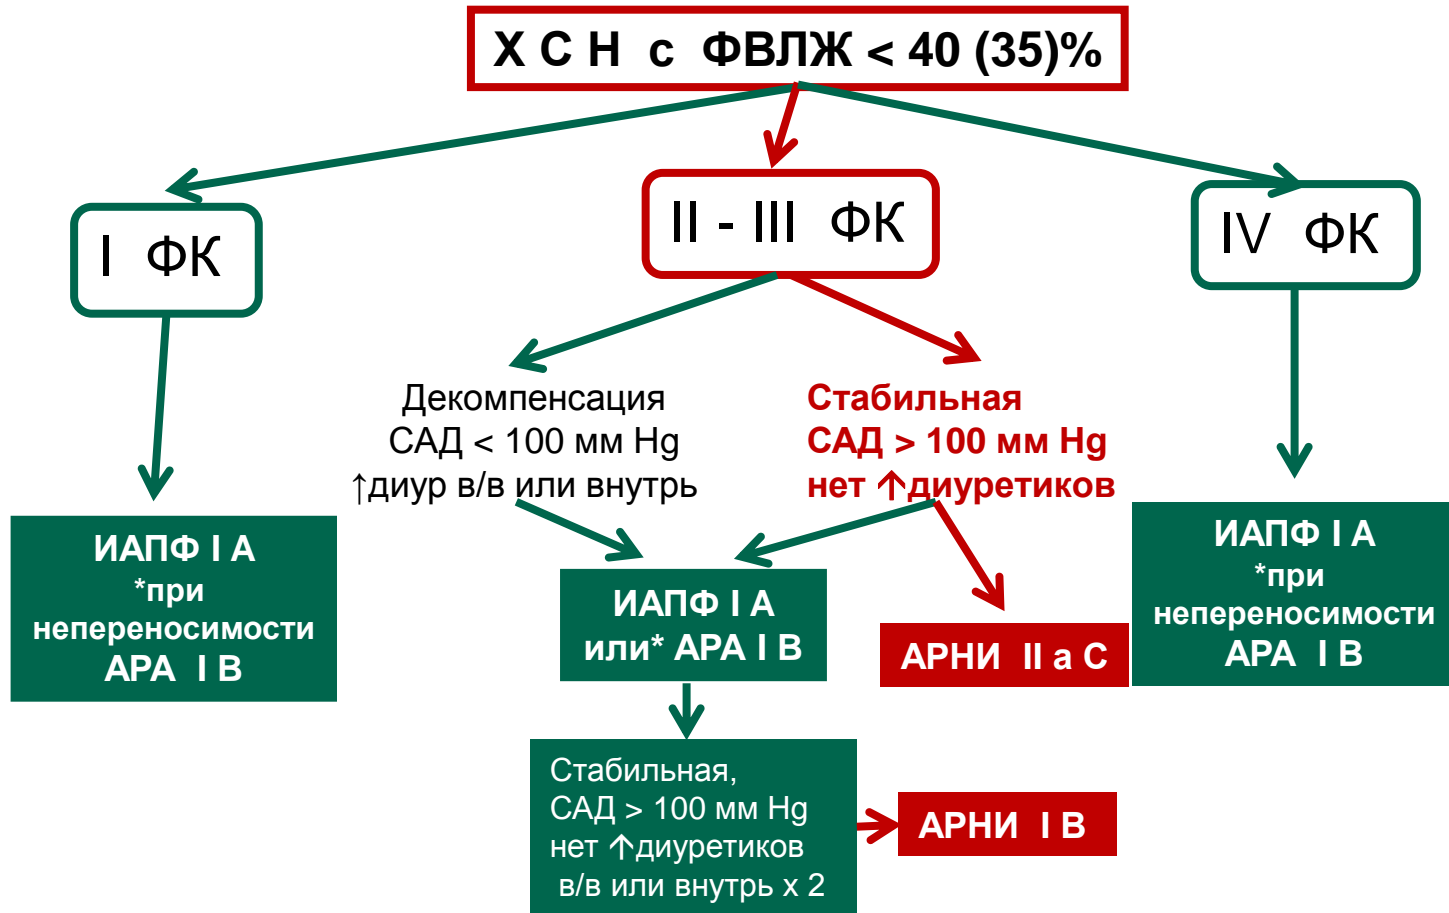 Х С Н с ФВЛЖ < 40 (35)%
I ФК
II - III ФК
IV ФК
Декомпенсация
САД < 100 мм Hg
↑диур в/в или внутрь
Стабильная
САД > 100 мм Hg
нет ↑диуретиков
ИАПФ I А
*при
непереносимости
АРА I В
ИАПФ I А
или* АРА I В
АРНИ II а С
ИАПФ I А
*при
непереносимости
АРА I В
Стабильная,
САД > 100 мм Hg
нет ↑диуретиков
в/в или внутрь х 2
АРНИ I В